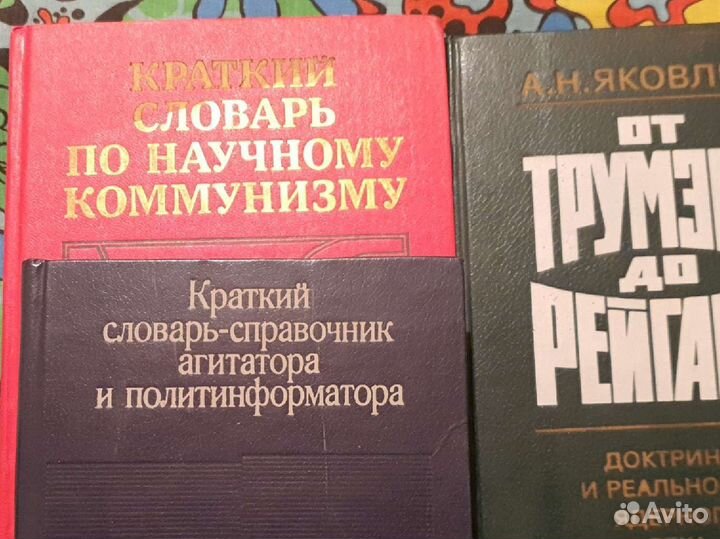 КРАТКИЙ
СЛОВАРЬ
ПО НАУЧНОМУ
КОММУНИЗМУ
Краткий
словарь-справочник
агитатора
и политинформатора
А.Н.ЯКОВЛ
ОТ
ТРУМЭ
ДО
РЕЙГА
ДОКТРИН
И РЕАЛЬНО
Avito